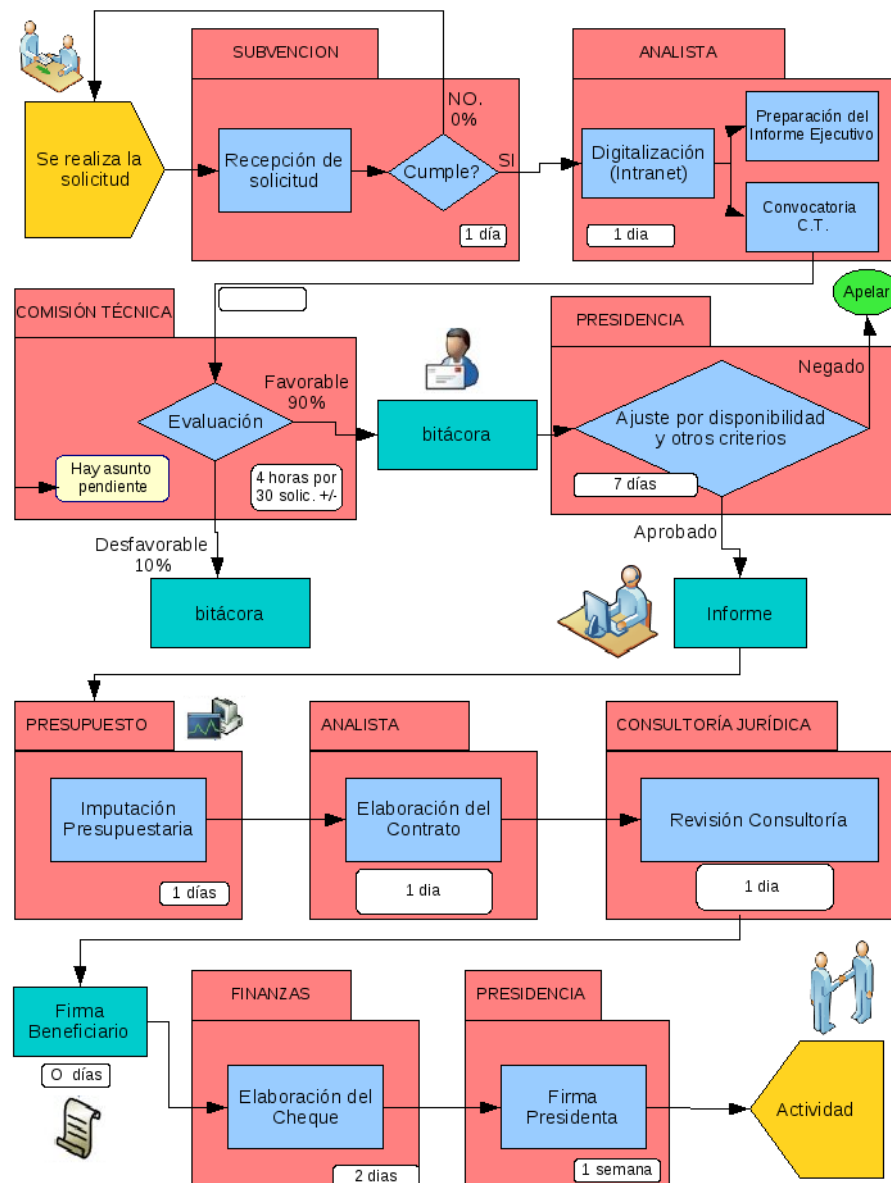 SUBVENCION
NO.
0%
Se realiza la
solicitud
Recepción de
solicitud
Cumple?
SI
1 día
ANALISTA
Digitalización
(Intranet)
Preparación del
Informe Ejecutivo
Convocatoria
C.T.
1 dia
COMISIÓN TÉCNICA
Evaluación
Favorable
90%
Hay asunto
pendiente
4 horas por
30 solic. +/-
Desfavorable
10%
bitácora
bitácora
PRESIDENCIA
Apelar
Negado
Ajuste por disponibilidad
y otros criterios
7 días
Aprobado
Informe
PRESUPUESTO
Imputación
Presupuestaria
1 días
ANALISTA
Elaboración del
Contrato
1 dia
CONSULTORÍA JURÍDICA
Revisión Consultoría
1 dia
Firma
Beneficiario
O días
FINANZAS
Elaboración del
Cheque
2 dias
PRESIDENCIA
Firma
Presidenta
1 semana
Actividad